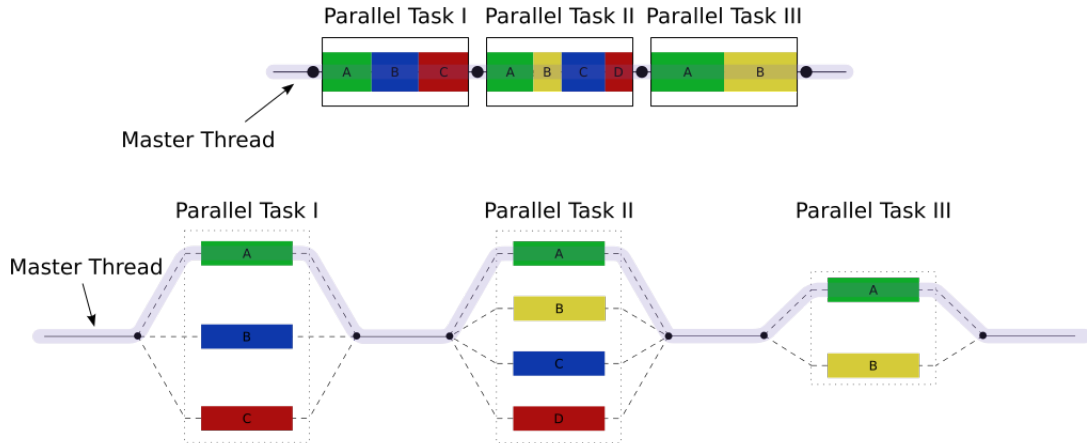 Parallel Task I Parallel Task II Parallel Task III
A B C A B C D A B
Master Thread
Parallel Task I Parallel Task II Parallel Task III
A A
Master Thread
A
B
B
B
C
C D